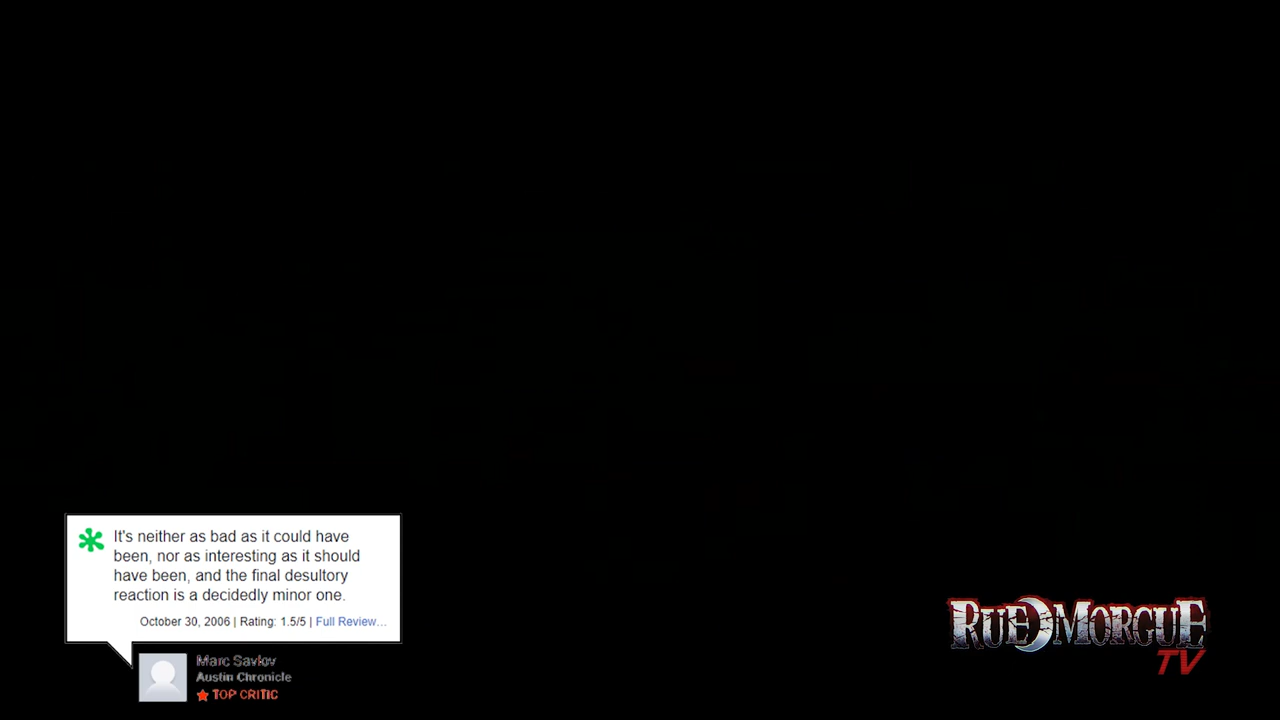 It's neither as bad as it could have
been, nor as interesting as it should
have been, and the final desultory
reaction is a decidedly minor one.
October 30, 2006 | Rating: 1.5/5 | Full Review...
Marc Savlov
Austin Chronicle
TOP CRITIC
RUE MORGUE
TV